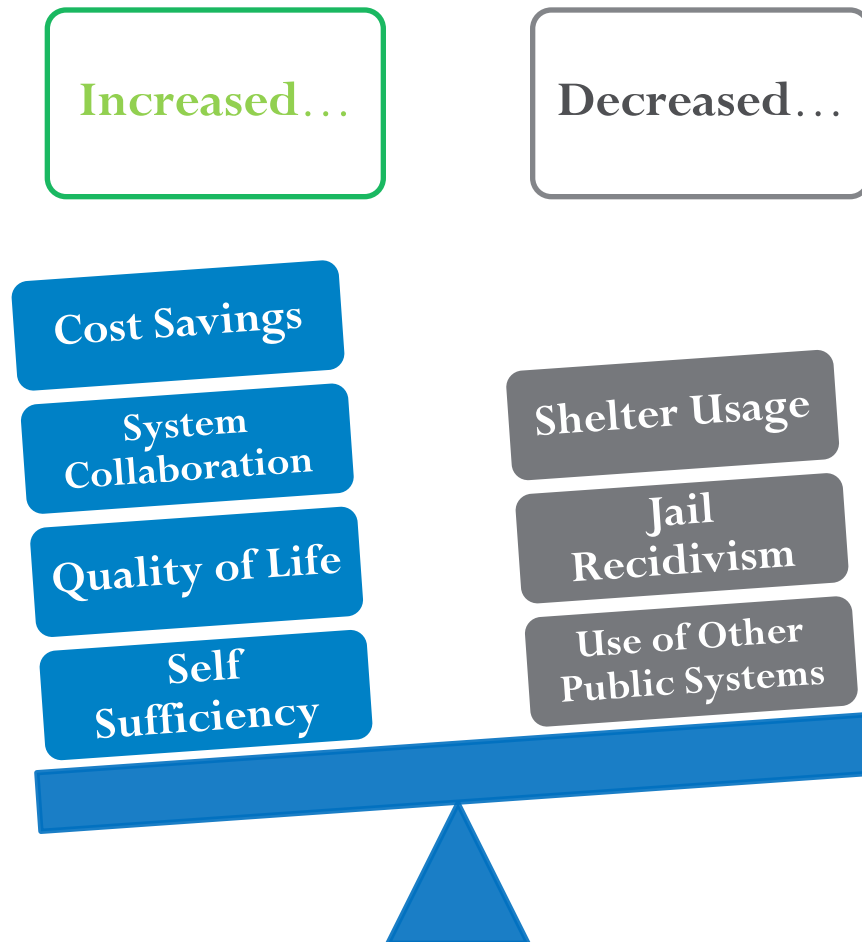 Increased…
Decreased…
Cost Savings
System
Collaboration
Quality of Life
Self
Sufficiency
Shelter Usage
Jail
Recidivism
Use of Other
Public Systems